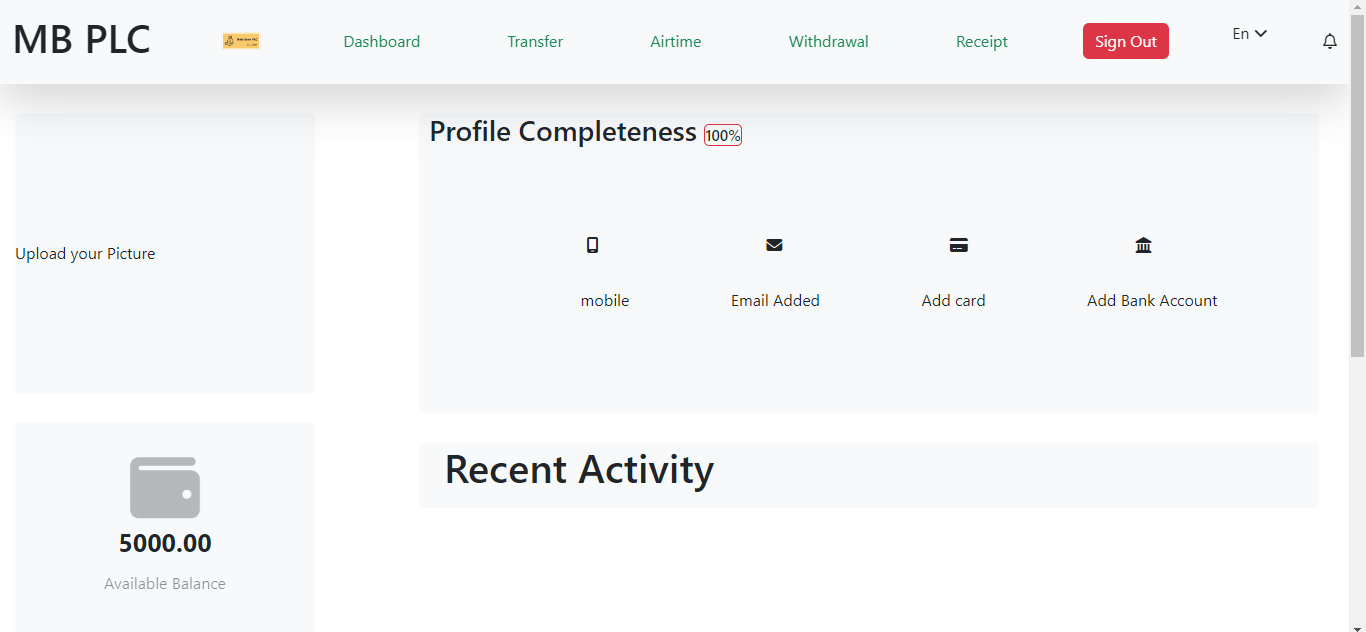 MB PLC
Dashboard
Transfer
Airtime
Withdrawal
Receipt
Sign Out
En
Profile Completeness 100%
Upload your Picture
mobile
Email Added
Add card
Add Bank Account
Recent Activity
5000.00
Available Balance